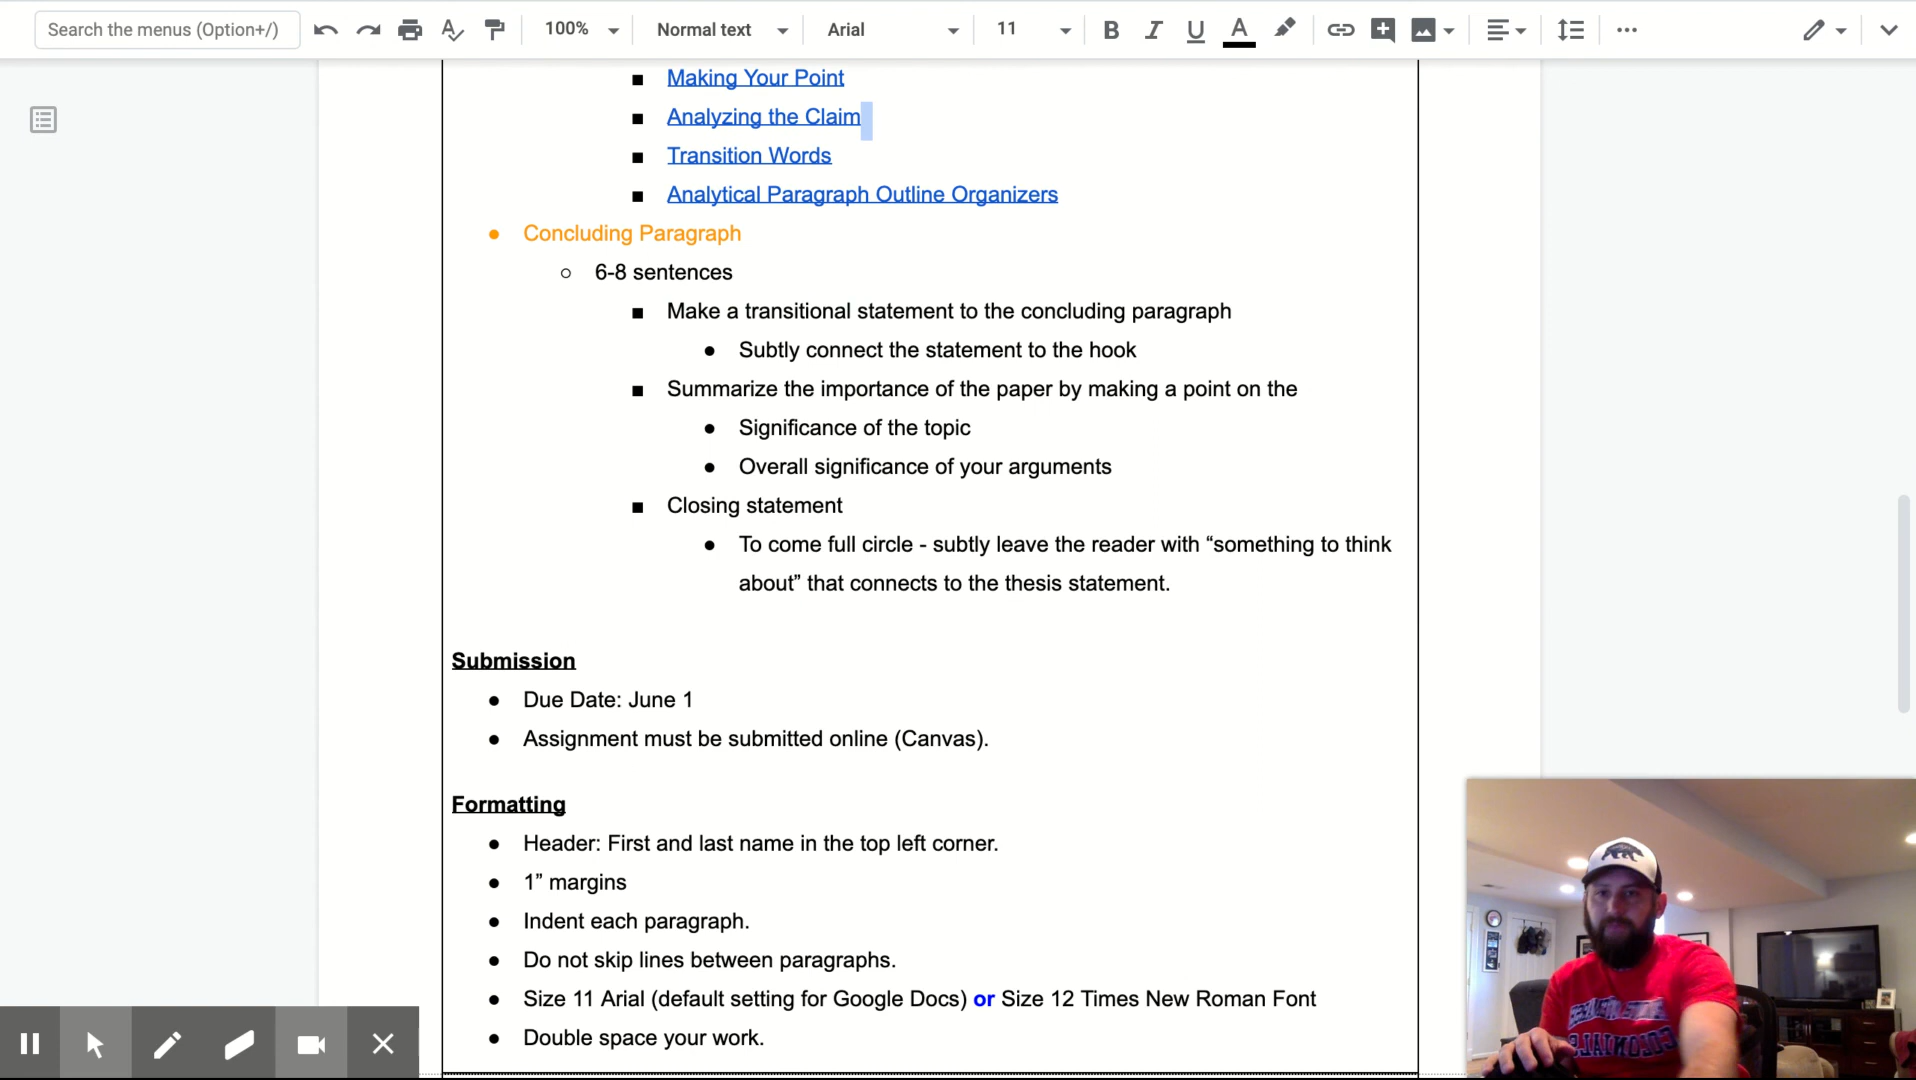 Search the menus (Option+/)
100%
Normal text
Arial
11
B
I
U
A
Making Your Point
Analyzing the Claim
Transition Words
Analytical Paragraph Outline Organizers
Concluding Paragraph
6-8 sentences
Make a transitional statement to the concluding paragraph
Subtly connect the statement to the hook
Summarize the importance of the paper by making a point on the
Significance of the topic
Overall significance of your arguments
Closing statement
To come full circle - subtly leave the reader with “something to think
about” that connects to the thesis statement.
Submission
Due Date: June 1
Assignment must be submitted online (Canvas).
Formatting
Header: First and last name in the top left corner.
1” margins
Indent each paragraph.
Do not skip lines between paragraphs.
Size 11 Arial (default setting for Google Docs) or Size 12 Times New Roman Font
Double space your work.